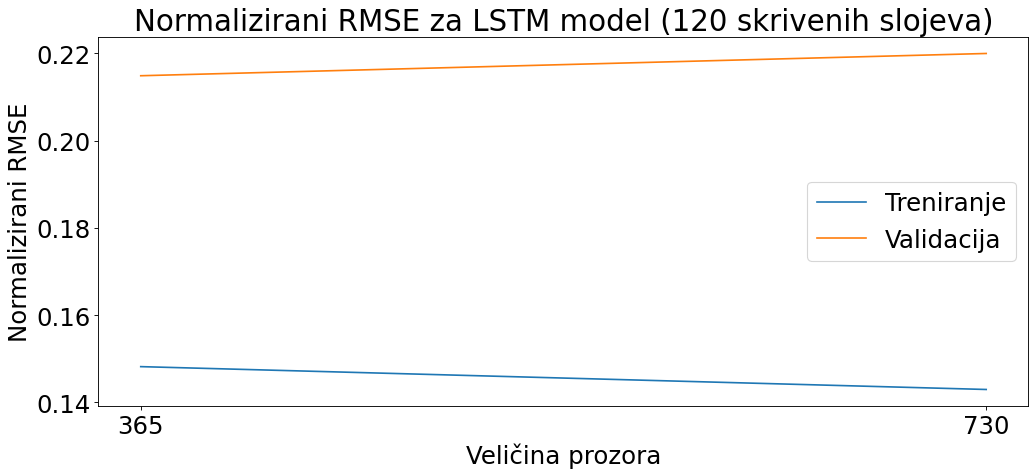 Normalizirani RMSE za LSTM model (120 skrivenih slojeva)
Normalizirani RMSE
0.22
0.20
0.18
0.16
0.14
Treniranje
Validacija
365
730
Veličina prozora